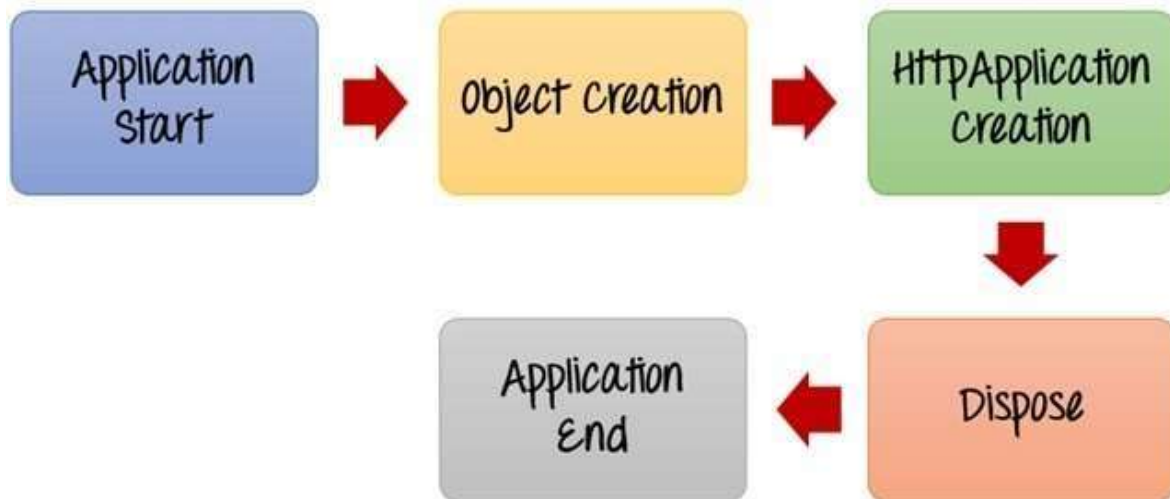 Application
Start
Object Creation
HttpApplication
Creation
Dispose
Application
End